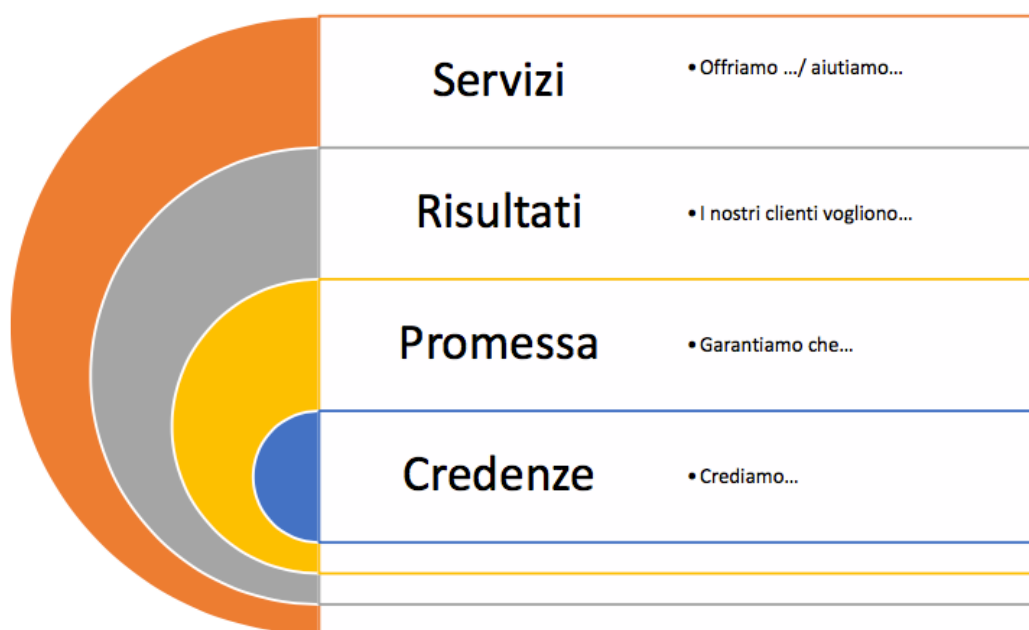 Servizi
• Offriamo .../ aiutiamo...
Risultati
• I nostri clienti vogliono...
Promessa
• Garantiamo che...
Credenze
• Crediamo...